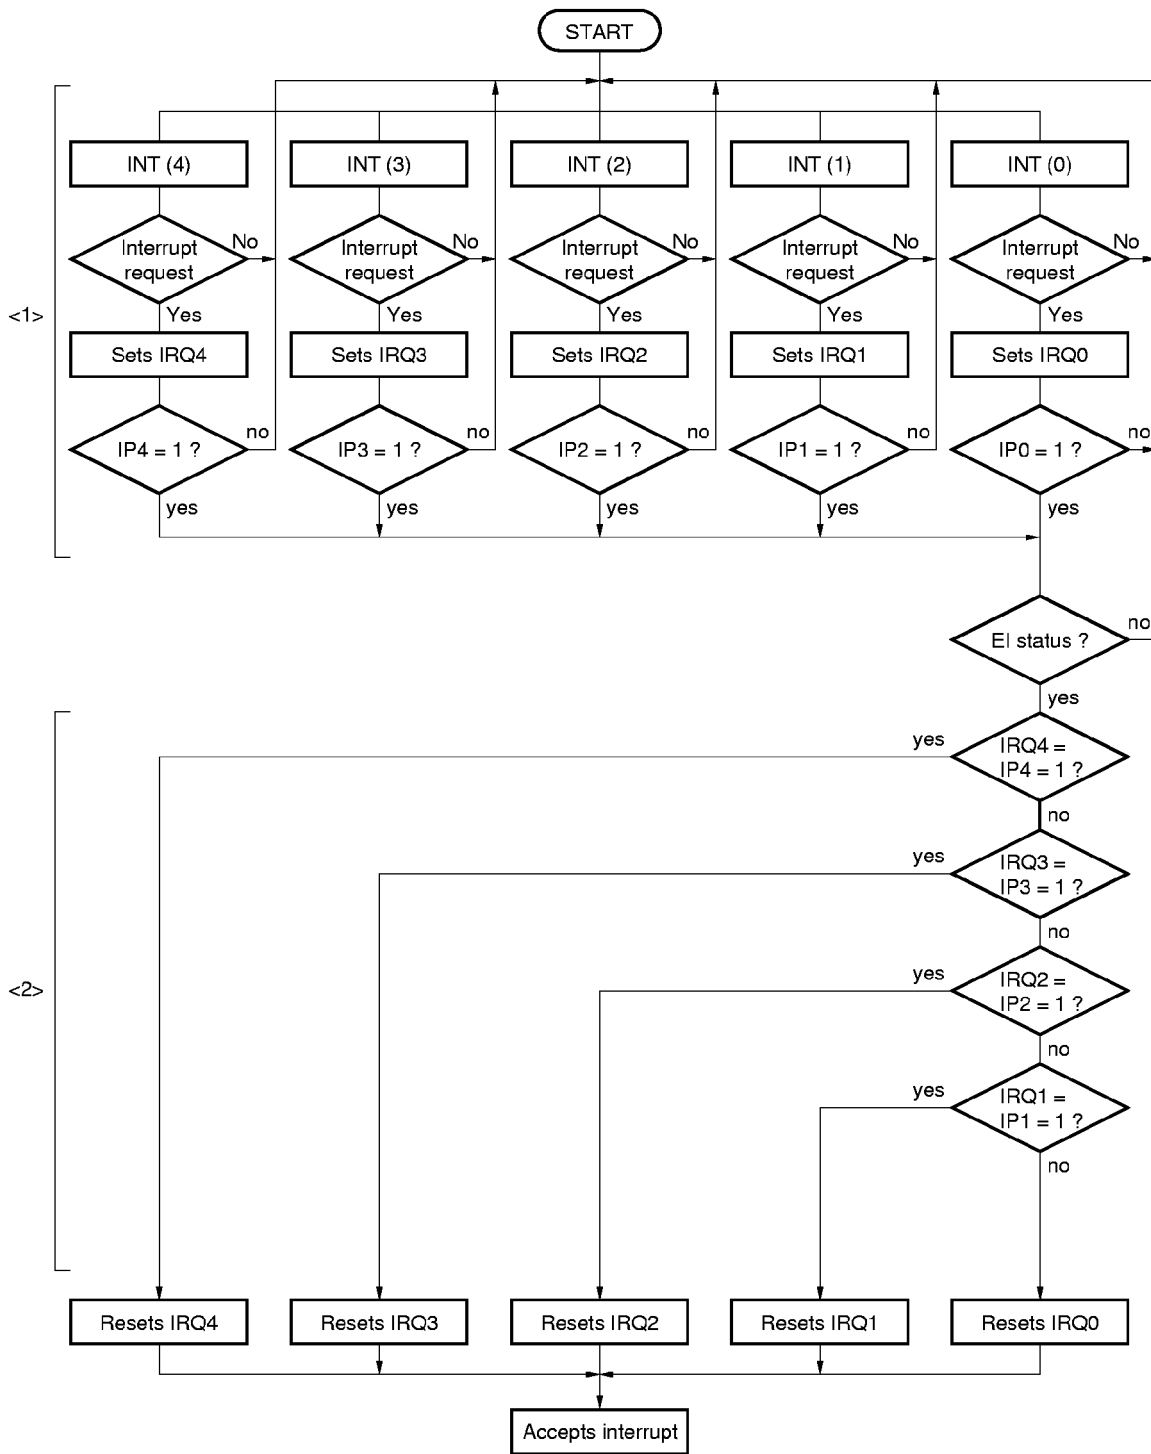 START
INT (4) INT (3) INT (2) INT (1) INT (0)
No No No No No
Interrupt Interrupt Interrupt Interrupt Interrupt
request request request request request
<1>
Yes Yes Yes Yes Yes
Sets IRQ4 Sets IRQ3 Sets IRQ2 Sets IRQ1 Sets IRQ0
no no no no no
IP4 = 1 ? IP3 = 1 ? IP2 = 1 ? IP1 = 1 ? IP0 = 1 ?
yes yes yes yes yes
no
EI status ?
yes
yes
IRQ4 =
IP4 = 1 ?
no
yes
IRQ3 =
IP3 = 1 ?
no
<2>
yes
IRQ2 =
IP2 = 1 ?
no
yes
IRQ1 =
IP1 = 1 ?
no
Resets IRQ4 Resets IRQ3 Resets IRQ2 Resets IRQ1 Resets IRQ0
Accepts interrupt